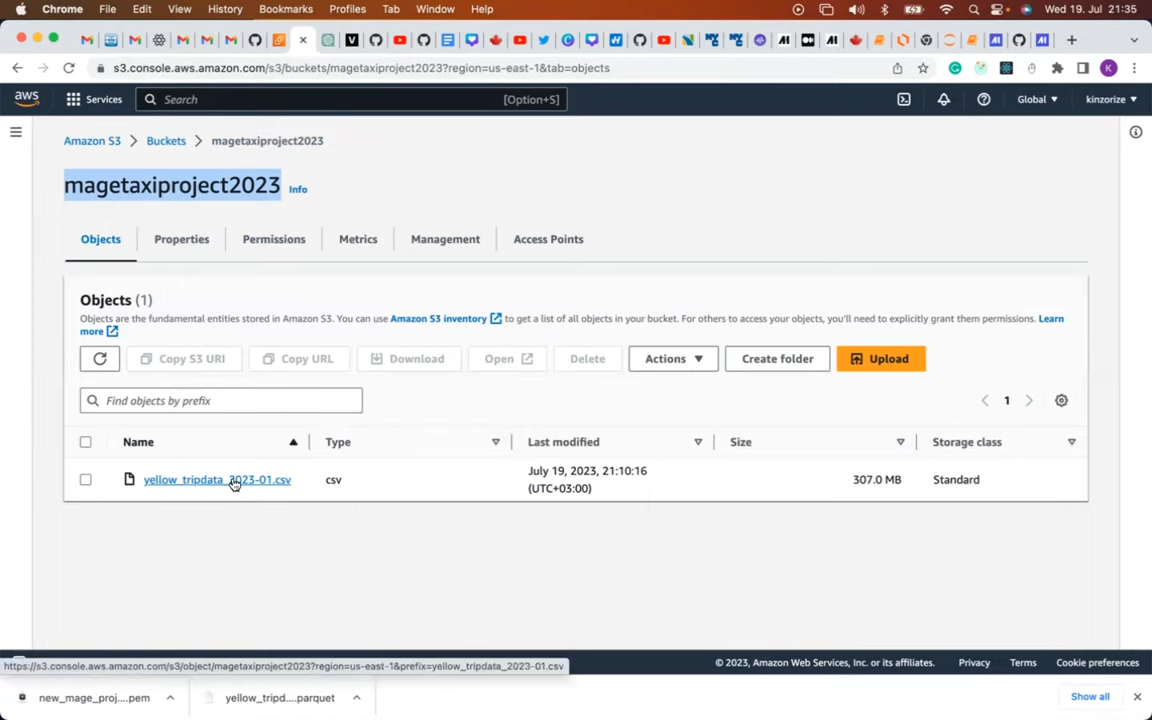 Chrome File Edit View History Bookmarks Profiles Tab Window Help Wed 19. Jul 21:35
s3.console.aws.amazon.com/s3/buckets/magetaxiproject2023?region=us-east-1&tab=objects K
aws Services Search [Option+S] Global kinzorize
Amazon S3 Buckets magetaxiproject2023
magetaxiproject2023 Info
Objects Properties Permissions Metrics Management Access Points
Objects (1)
Objects are the fundamental entities stored in Amazon S3. You can use Amazon S3 inventory to get a list of all objects in your bucket. For others to access your objects, you'll need to explicitly grant them permissions. Learn
more
Copy S3 URI Copy URL Download Open Delete Actions Create folder Upload
Find objects by prefix 1
Name Type Last modified Size Storage class
yellow_tripdata_2023-01.csv csv July 19, 2023, 21:10:16 307.0 MB Standard
(UTC+03:00)
https://s3.console.aws.amazon.com/s3/object/magetaxiproject2023?region=us-east-1&prefix=yellow_tripdata_2023-01.csv
© 2023, Amazon Web Services, Inc. or its affiliates. Privacy Terms Cookie preferences
new_mage_proj....pem yellow_tripd....parquet Show all